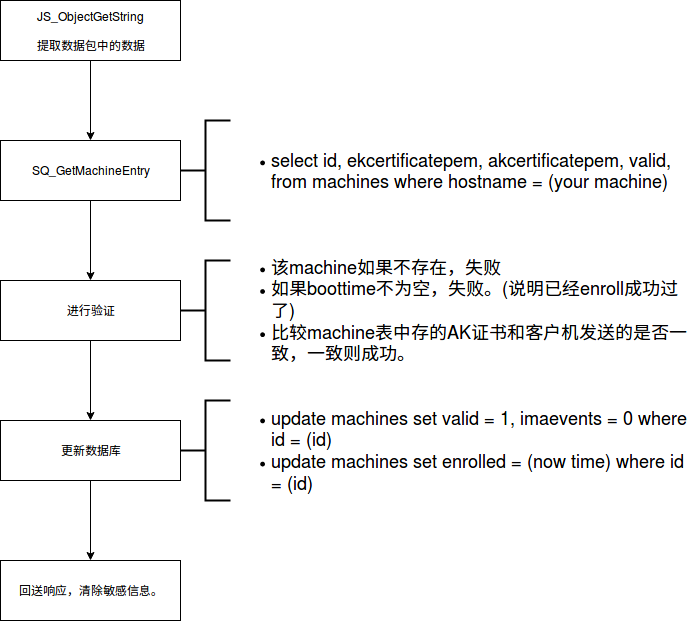 JS_ObjectGetString
提取数据包中的数据
SQ_GetMachineEntry
• select id, ekcertificatepem, akcertificatepem, valid,
from machines where hostname = (your machine)
进行验证
• 该machine如果不存在，失败
• 如果boottime不为空，失败。(说明已经enroll成功过
了)
• 比较machine表中存的AK证书和客户机发送的是否一
致，一致则成功。
更新数据库
• update machines set valid = 1, imaevents = 0 where
id = (id)
• update machines set enrolled = (now time) where id
= (id)
回送响应，清除敏感信息。